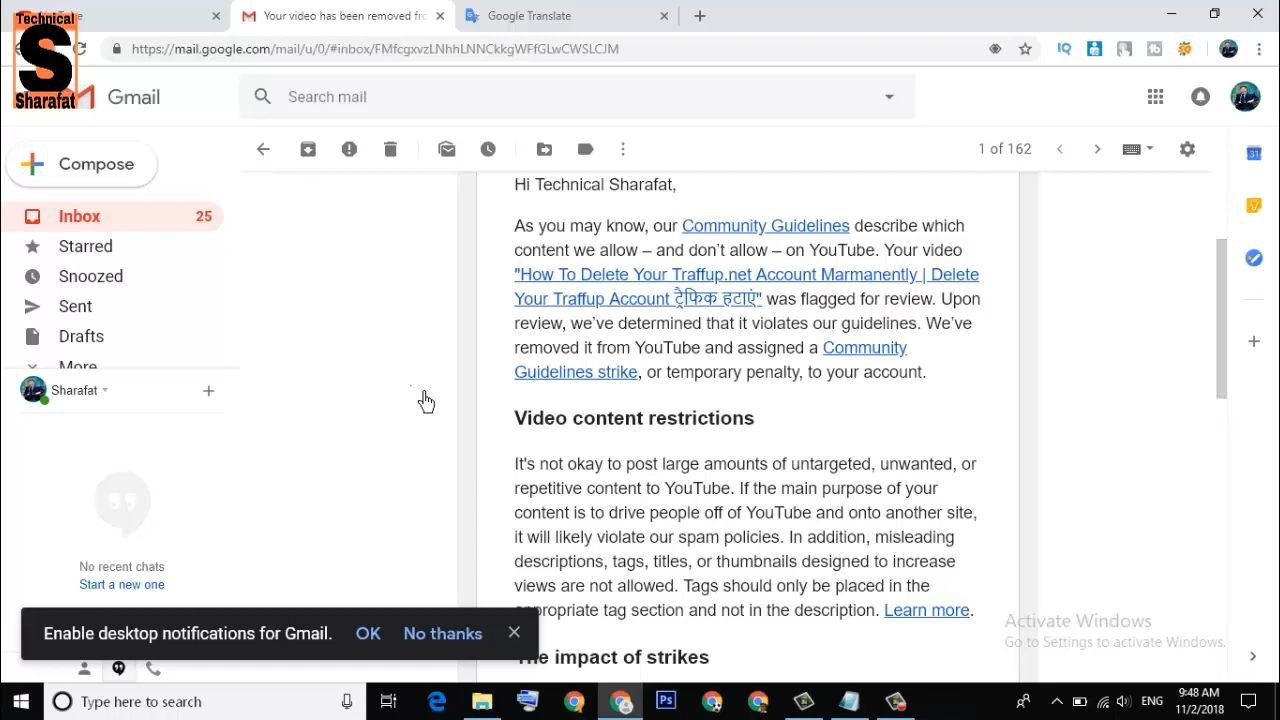 Technical
S
Sharafat
Your video has been removed fro
Google Translate
https://mail.google.com/mail/u/0/#inbox/FMfcgxvzLNhhLNNCkkgWFfGLwCWSLCJM
Gmail
Search mail
Compose
1 of 162
Inbox 25
Starred
Snoozed
Sent
Drafts
More
Sharafat
No recent chats
Start a new one
Hi Technical Sharafat,
As you may know, our Community Guidelines describe which
content we allow – and don't allow – on YouTube. Your video
"How To Delete Your Traffup.net Account Marmanently | Delete
Your Traffup Account ट्रैफिक हटाएं" was flagged for review. Upon
review, we've determined that it violates our guidelines. We've
removed it from YouTube and assigned a Community
Guidelines strike, or temporary penalty, to your account.
Video content restrictions
It's not okay to post large amounts of untargeted, unwanted, or
repetitive content to YouTube. If the main purpose of your
content is to drive people off of YouTube and onto another site,
it will likely violate our spam policies. In addition, misleading
descriptions, tags, titles, or thumbnails designed to increase
views are not allowed. Tags should only be placed in the
appropriate tag section and not in the description. Learn more.
The impact of strikes
Enable desktop notifications for Gmail. OK No thanks
Activate Windows
Go to Settings to activate Windows.
Type here to search
ENG
9:48 AM
11/2/2018